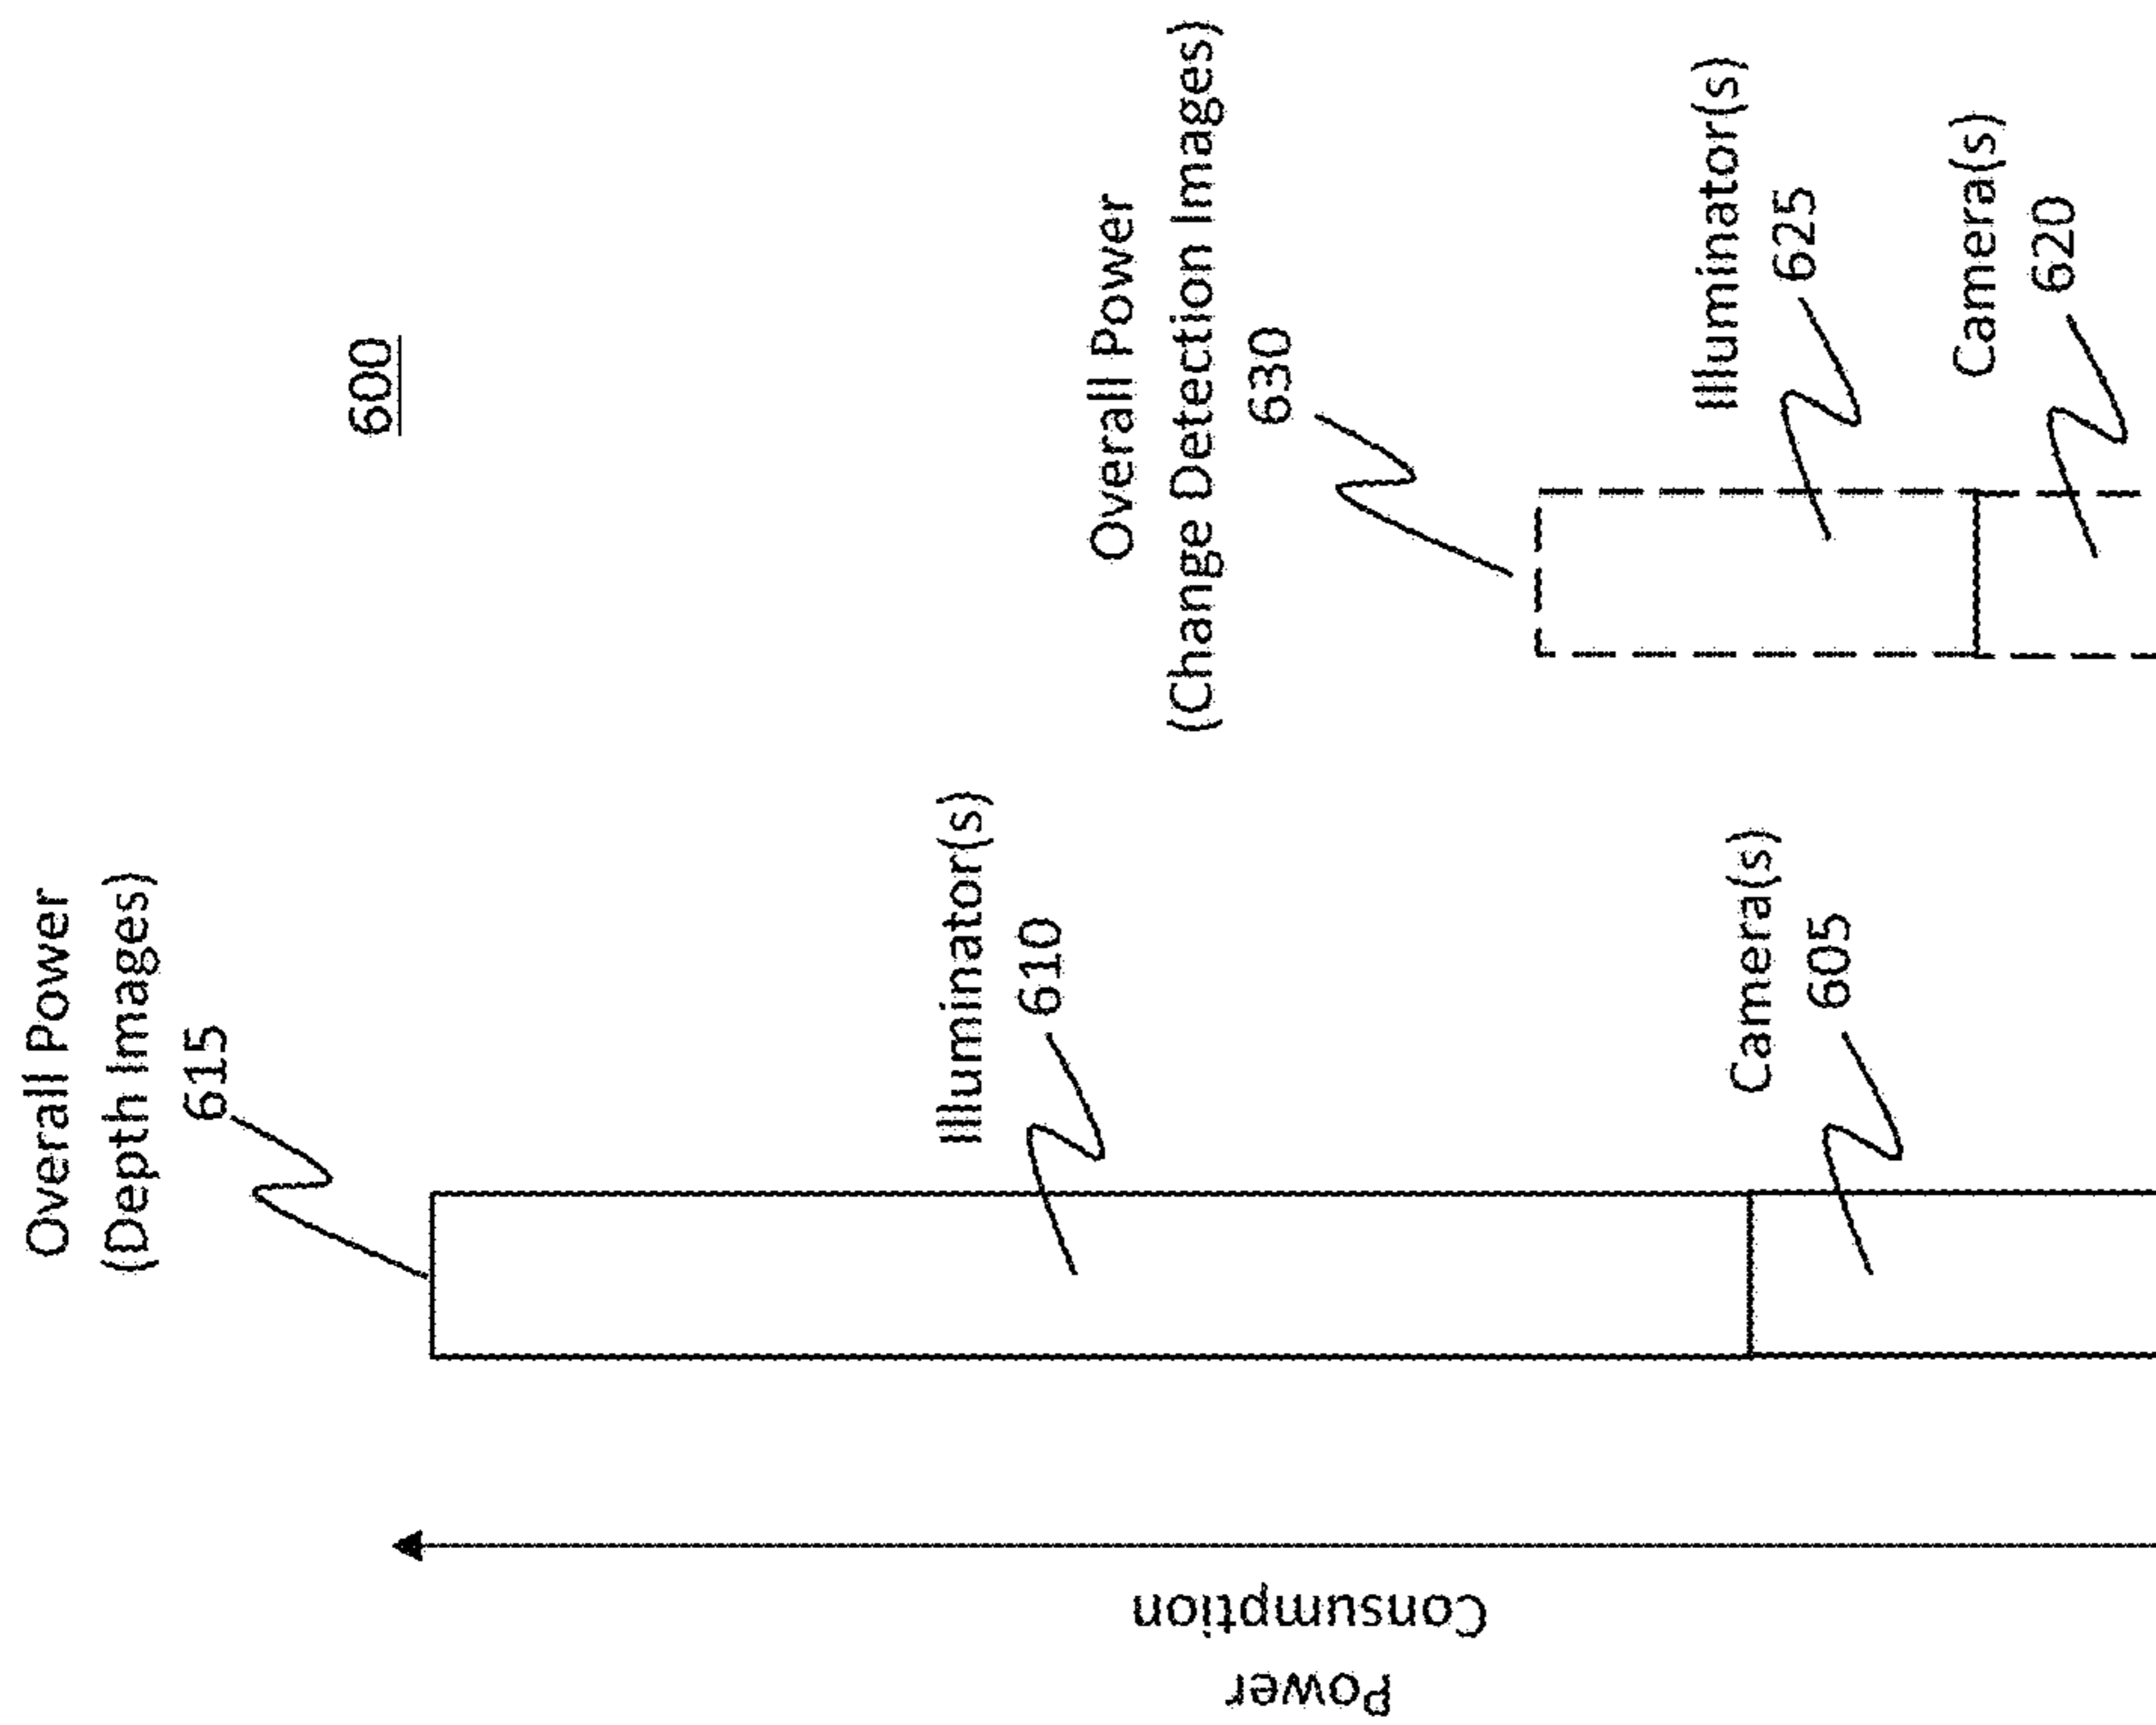 600
Overall Power
(Depth Images)
615
Illuminator(s)
610
Camera(s)
605
Overall Power
(Change Detection Images)
630
Illuminator(s)
625
Camera(s)
620
Power
Consumption